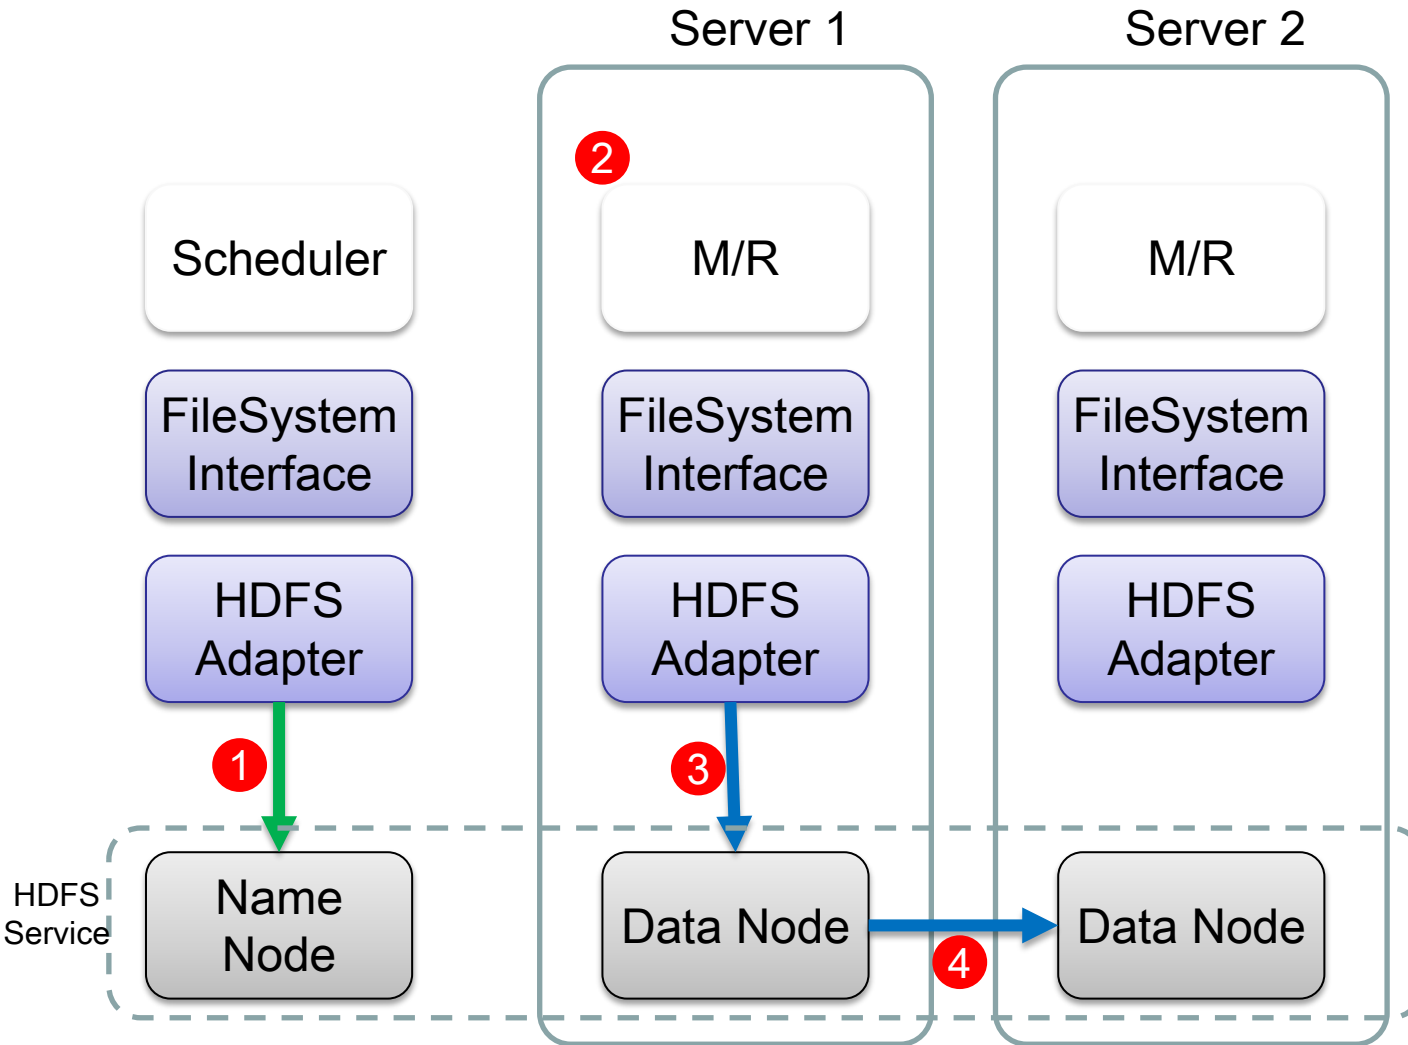 Server 1
Server 2
2
Scheduler
M/R
M/R
FileSystem
Interface
FileSystem
Interface
FileSystem
Interface
HDFS
Adapter
HDFS
Adapter
HDFS
Adapter
1
3
HDFS
Service
Name
Node
Data Node
4
Data Node